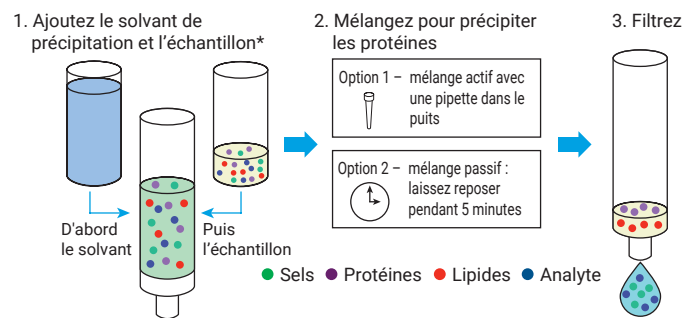 1. Ajoutez le solvant de
précipitation et l'échantillon*
2. Mélangez pour précipiter
les protéines
3. Filtrez
Option 1 – mélange actif avec
une pipette dans le
puits
Option 2 – mélange passif :
laissez reposer
pendant 5 minutes
D'abord
le solvant
Puis
l'échantillon
Sels
Protéines
Lipides
Analyte